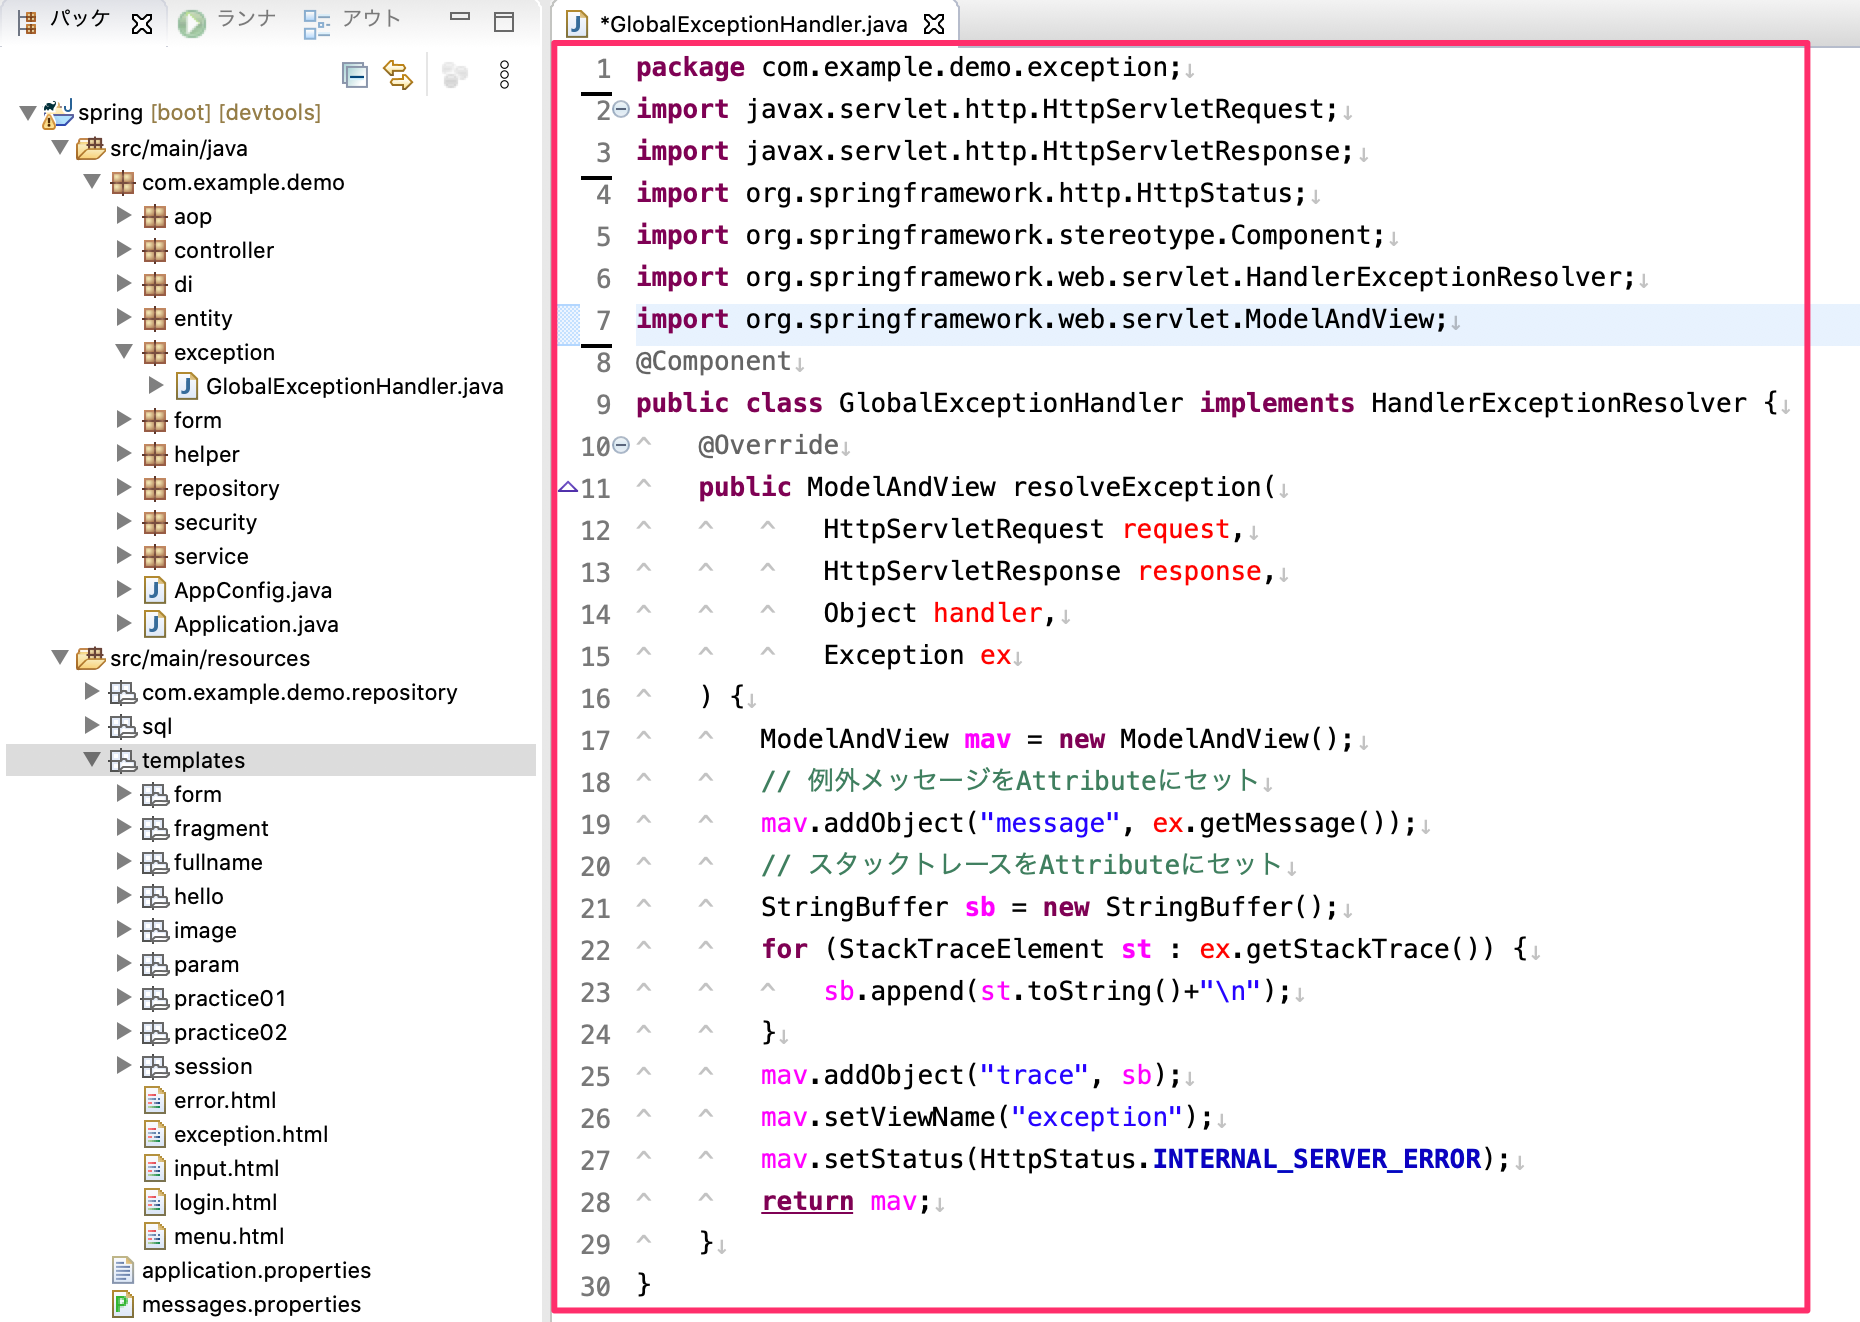 パッケ
ランナ
アウト
spring [boot] [devtools]
src/main/java
com.example.demo
aop
controller
di
entity
exception
GlobalExceptionHandler.java
form
helper
repository
security
service
AppConfig.java
Application.java
src/main/resources
com.example.demo.repository
sql
templates
form
fragment
fullname
hello
image
param
practice01
practice02
session
error.html
exception.html
input.html
login.html
menu.html
application.properties
messages.properties
*GlobalExceptionHandler.java
1 package com.example.demo.exception;↓
2 import javax.servlet.http.HttpServletRequest;↓
3 import javax.servlet.http.HttpServletResponse;↓
4 import org.springframework.http.HttpStatus;↓
5 import org.springframework.stereotype.Component;↓
6 import org.springframework.web.servlet.HandlerExceptionResolver;↓
7 import org.springframework.web.servlet.ModelAndView;↓
8 @Component↓
9 public class GlobalExceptionHandler implements HandlerExceptionResolver {↓
10 ^ @Override↓
11 ^ public ModelAndView resolveException(↓
12 ^ ^ ^ HttpServletRequest request,↓
13 ^ ^ ^ HttpServletResponse response,↓
14 ^ ^ ^ Object handler,↓
15 ^ ^ ^ Exception ex↓
16 ^ ) {↓
17 ^ ^ ModelAndView mav = new ModelAndView();↓
18 ^ ^ // 例外メッセージをAttributeにセット↓
19 ^ ^ mav.addObject("message", ex.getMessage());↓
20 ^ ^ // スタックトレースをAttributeにセット↓
21 ^ ^ StringBuffer sb = new StringBuffer();↓
22 ^ ^ for (StackTraceElement st : ex.getStackTrace()) {↓
23 ^ ^ ^ sb.append(st.toString()+"\n");↓
24 ^ ^ }↓
25 ^ ^ mav.addObject("trace", sb);↓
26 ^ ^ mav.setViewName("exception");↓
27 ^ ^ mav.setStatus(HttpStatus.INTERNAL_SERVER_ERROR);↓
28 ^ ^ return mav;↓
29 ^ }↓
30 }